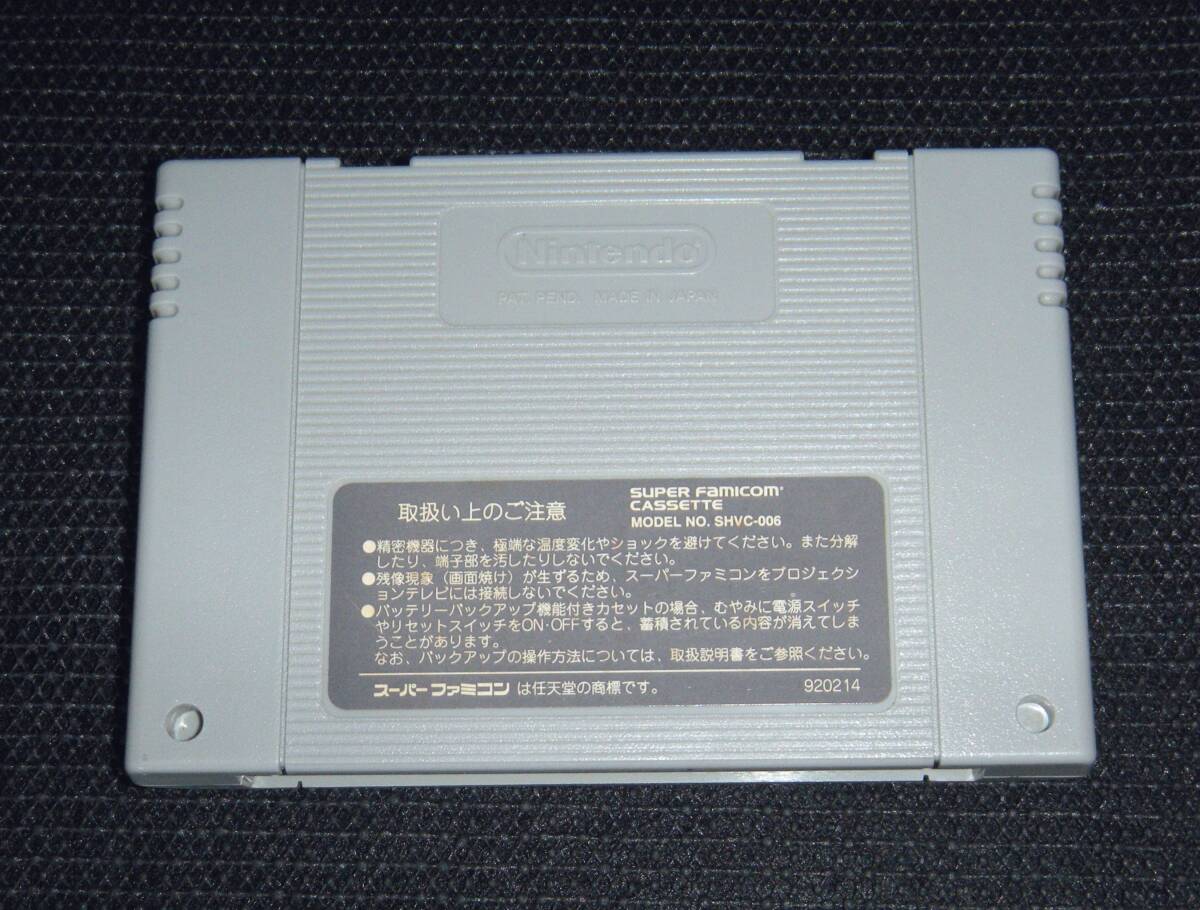 Nintendo
PAT. PEND. MADE IN JAPAN
取扱い上のご注意
SUPER FAMICOM
CASSETTE
MODEL NO. SHVC-006
●精密機器につき、極端な温度変化やショックを避けてください。また分解
したり、端子部を汚したりしないでください。
●残像現象(画面焼け)が生ずるため、スーパーファミコンをプロジェクシ
ョンテレビには接続しないでください。
●バッテリーバックアップ機能付きカセットの場合、むやみに電源スイッチ
やリセットスイッチをON・OFFすると、蓄積されている内容が消えてしま
うことがあります。
なお、バックアップの操作方法については、取扱説明書をご参照ください。
スーパーファミコン は任天堂の商標です。
920214